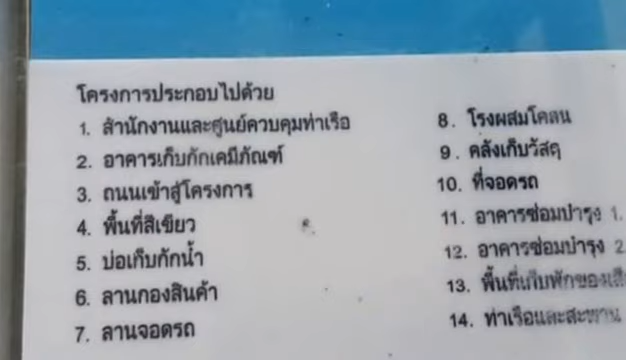 โครงการประกอบไปด้วย
1. สำนักงานและศูนย์ควบคุมท่าเรือ
2. อาคารเก็บกักเคมีภัณฑ์
3. ถนนเข้าสู่โครงการ
4. พื้นที่สีเขียว
5. บ่อเก็บกักน้ำ
6. ลานกองสินค้า
7. ลานจอดรถ
8. โรงผสมโคลน
9. คลังเก็บวัสดุ
10. ที่จอดรถ
11. อาคารซ่อมบำรุง 1.
12. อาคารซ่อมบำรุง 2.
13. พื้นที่เก็บพักของเสีย
14. ท่าเรือและสะพาน